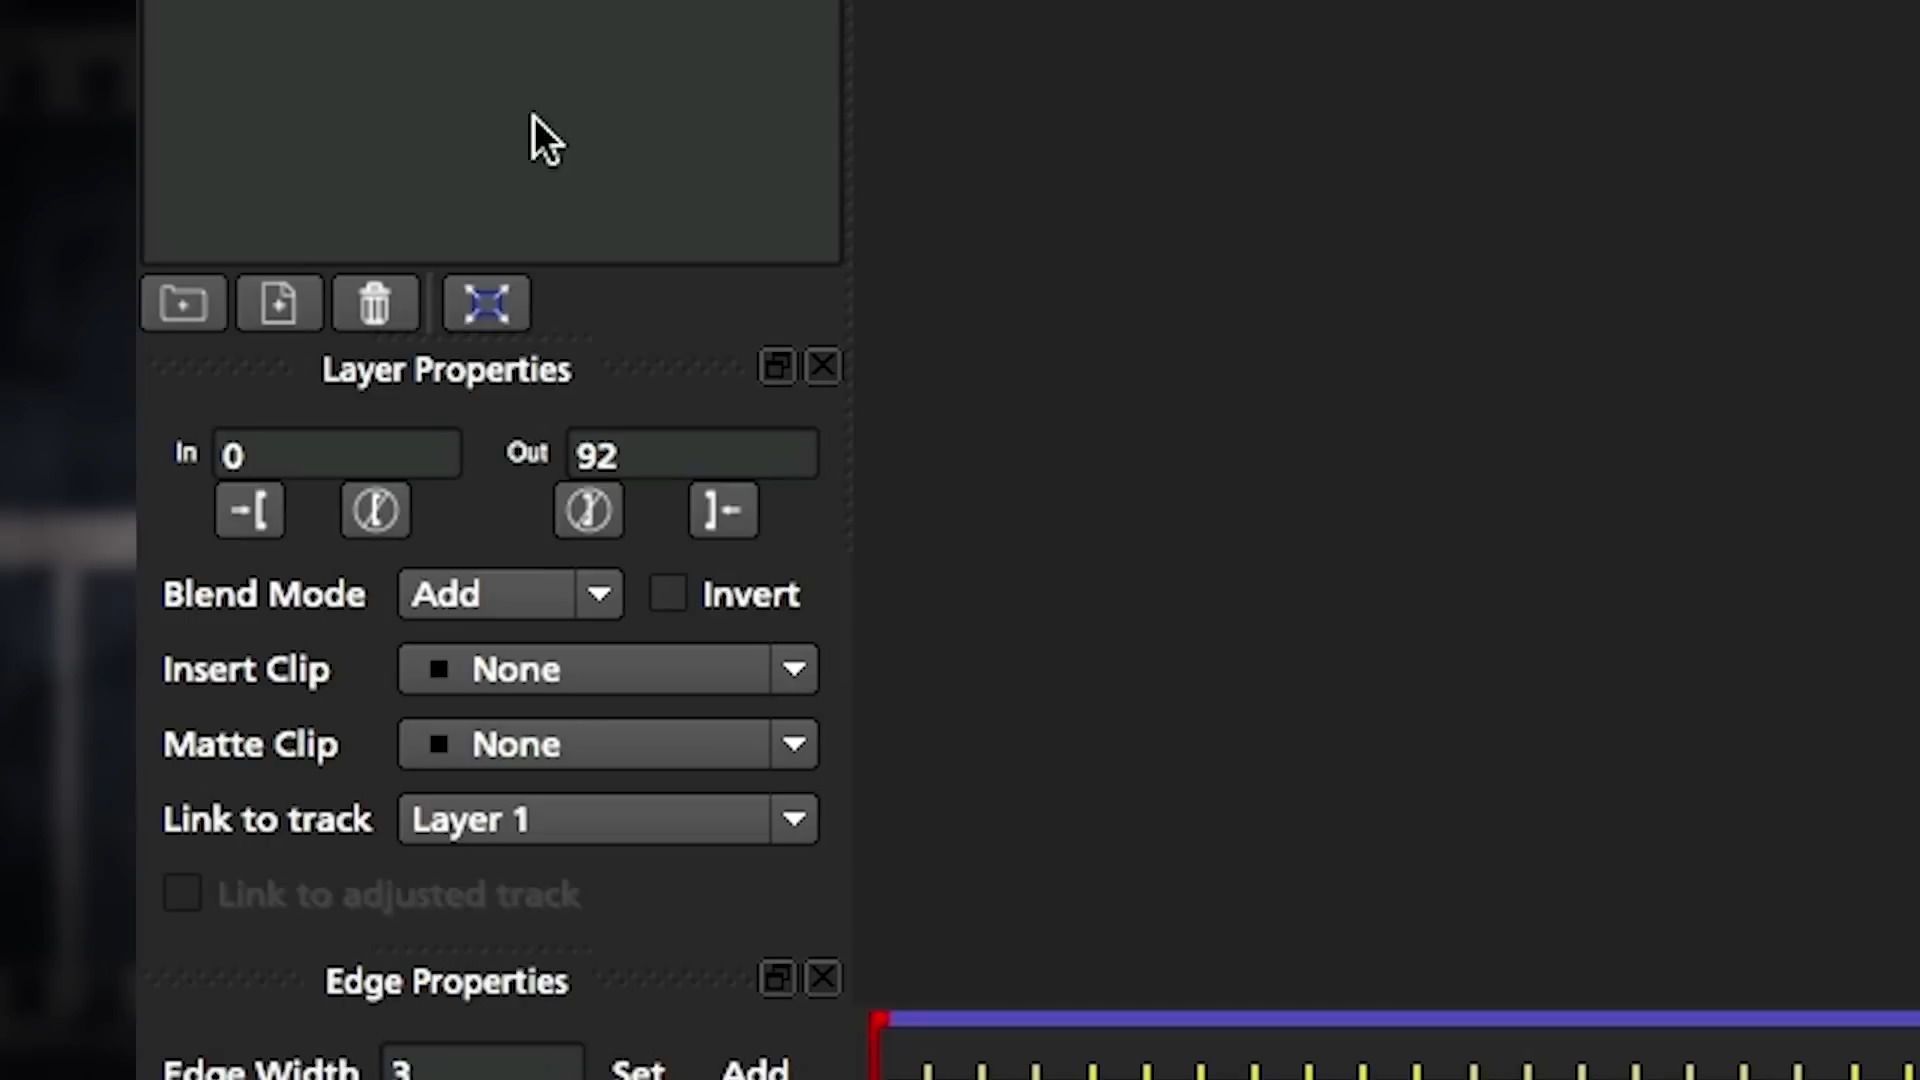 Layer Properties
In 0 Out 92
Blend Mode Add Invert
Insert Clip None
Matte Clip None
Link to track Layer 1
Link to adjusted track
Edge Properties
Edge Width 3 Set Add